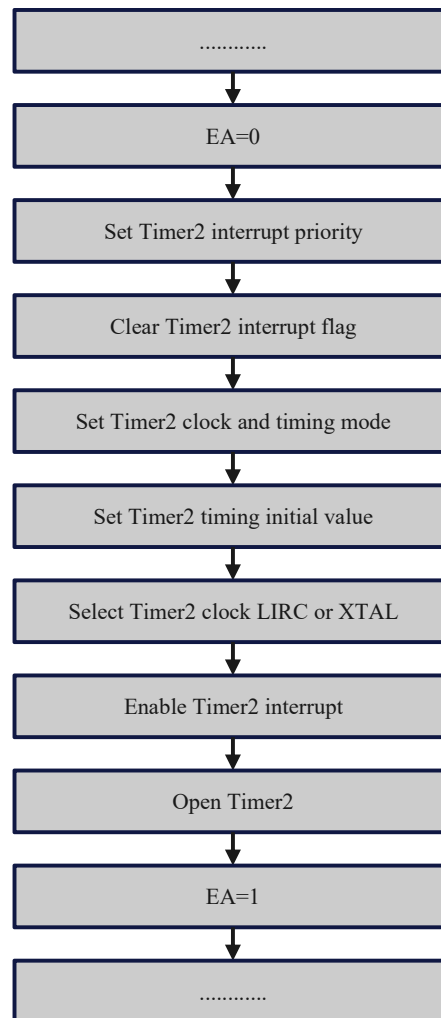 ............
EA=0
Set Timer2 interrupt priority
Clear Timer2 interrupt flag
Set Timer2 clock and timing mode
Set Timer2 timing initial value
Select Timer2 clock LIRC or XTAL
Enable Timer2 interrupt
Open Timer2
EA=1
............